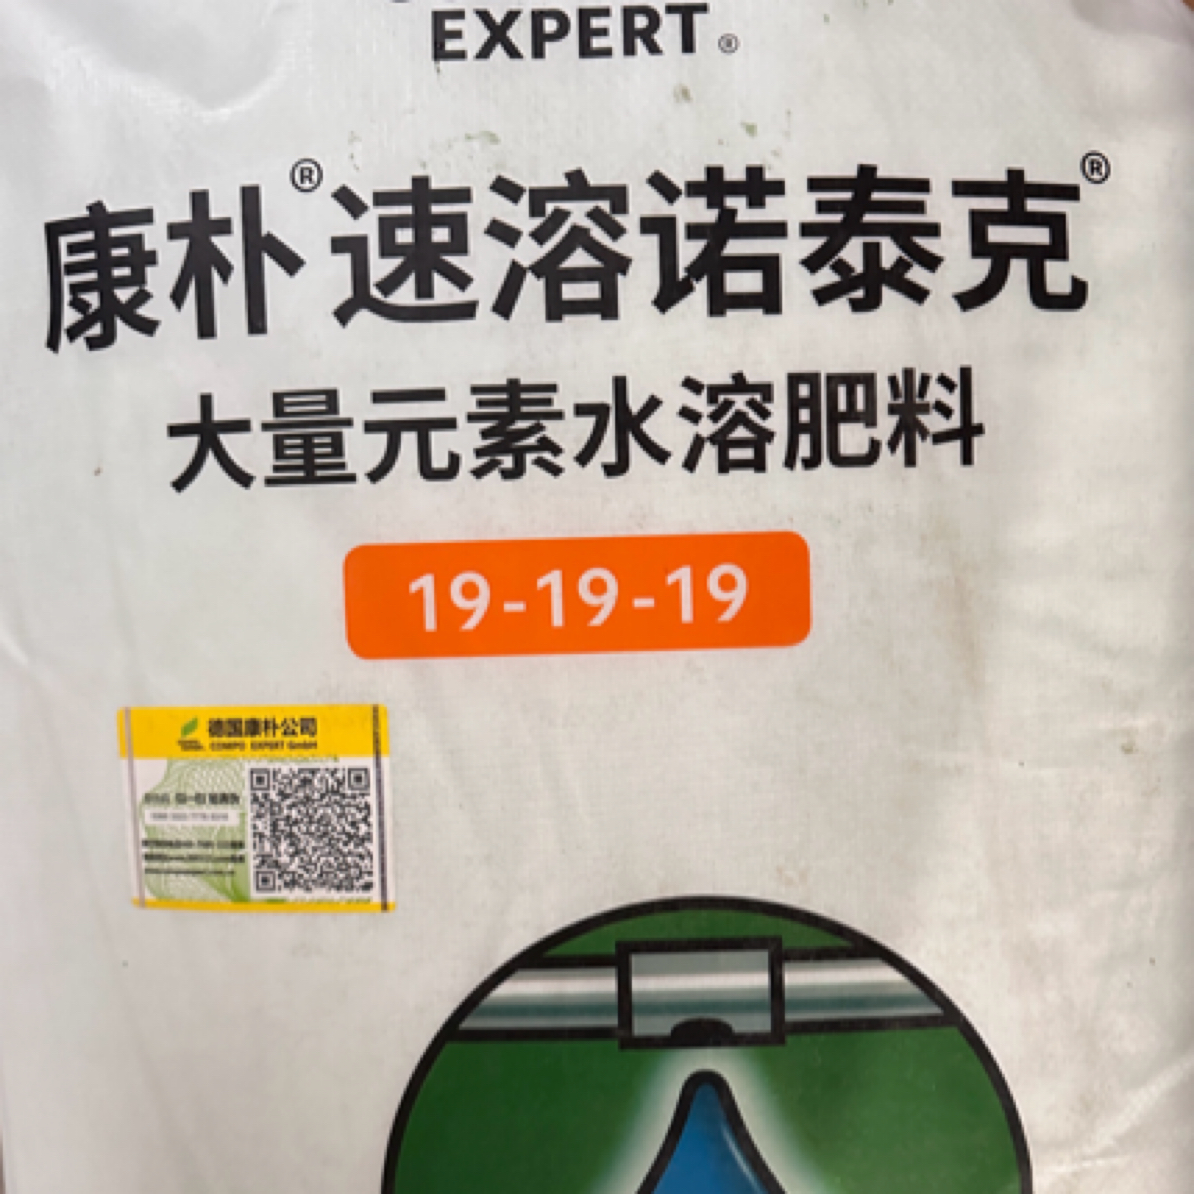 EXPERT®
康朴®速溶诺泰克®
大量元素水溶肥料
19-19-19
德国康朴公司
COMPO EXPERT GmbH